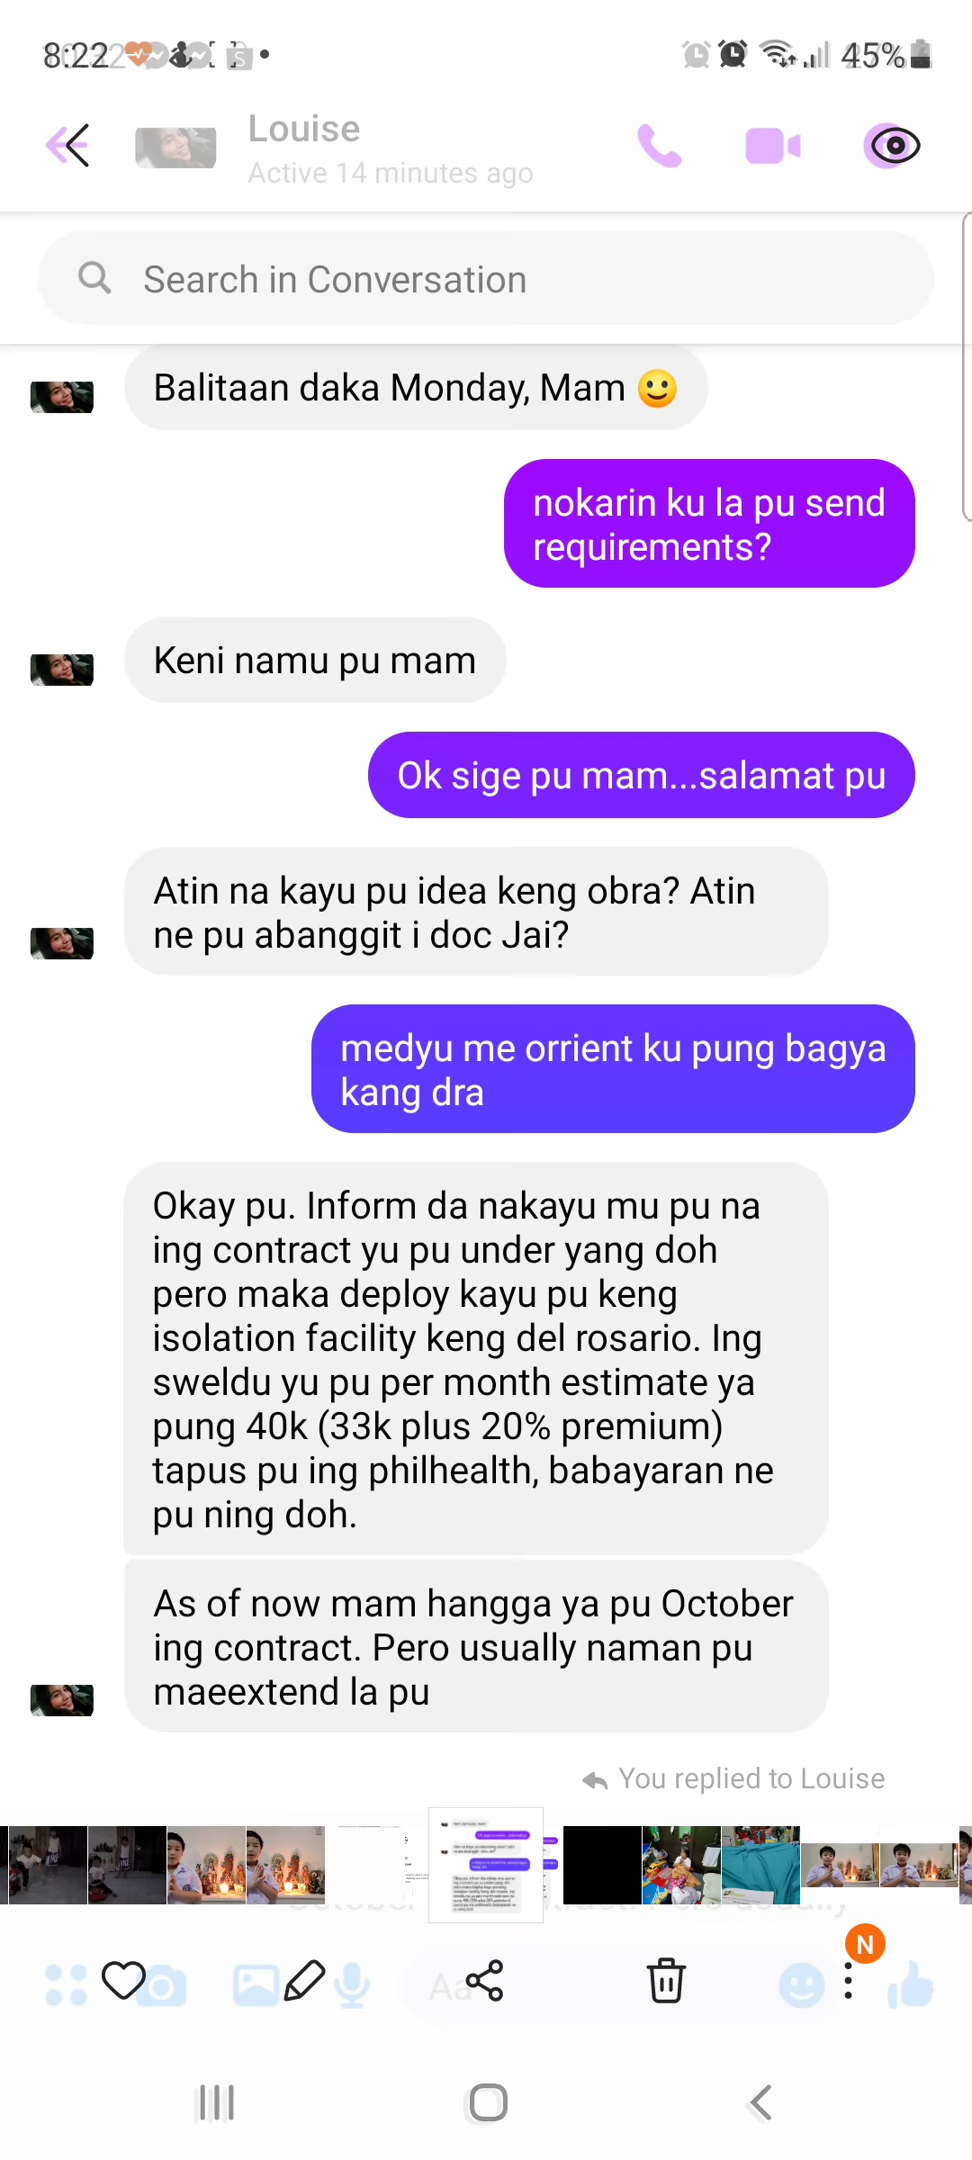 8:22
45%
Louise
Active 14 minutes ago
Search in Conversation
Balitaan daka Monday, Mam 🙂
nokarin ku la pu send
requirements?
Keni namu pu mam
Ok sige pu mam...salamat pu
Atin na kayu pu idea keng obra? Atin
ne pu abanggit i doc Jai?
medyu me orrient ku pung bagya
kang dra
Okay pu. Inform da nakayu mu pu na
ing contract yu pu under yang doh
pero maka deploy kayu pu keng
isolation facility keng del rosario. Ing
sweldu yu pu per month estimate ya
pung 40k (33k plus 20% premium)
tapus pu ing philhealth, babayaran ne
pu ning doh.
As of now mam hangga ya pu October
ing contract. Pero usually naman pu
maeextend la pu
You replied to Louise
N
Aa